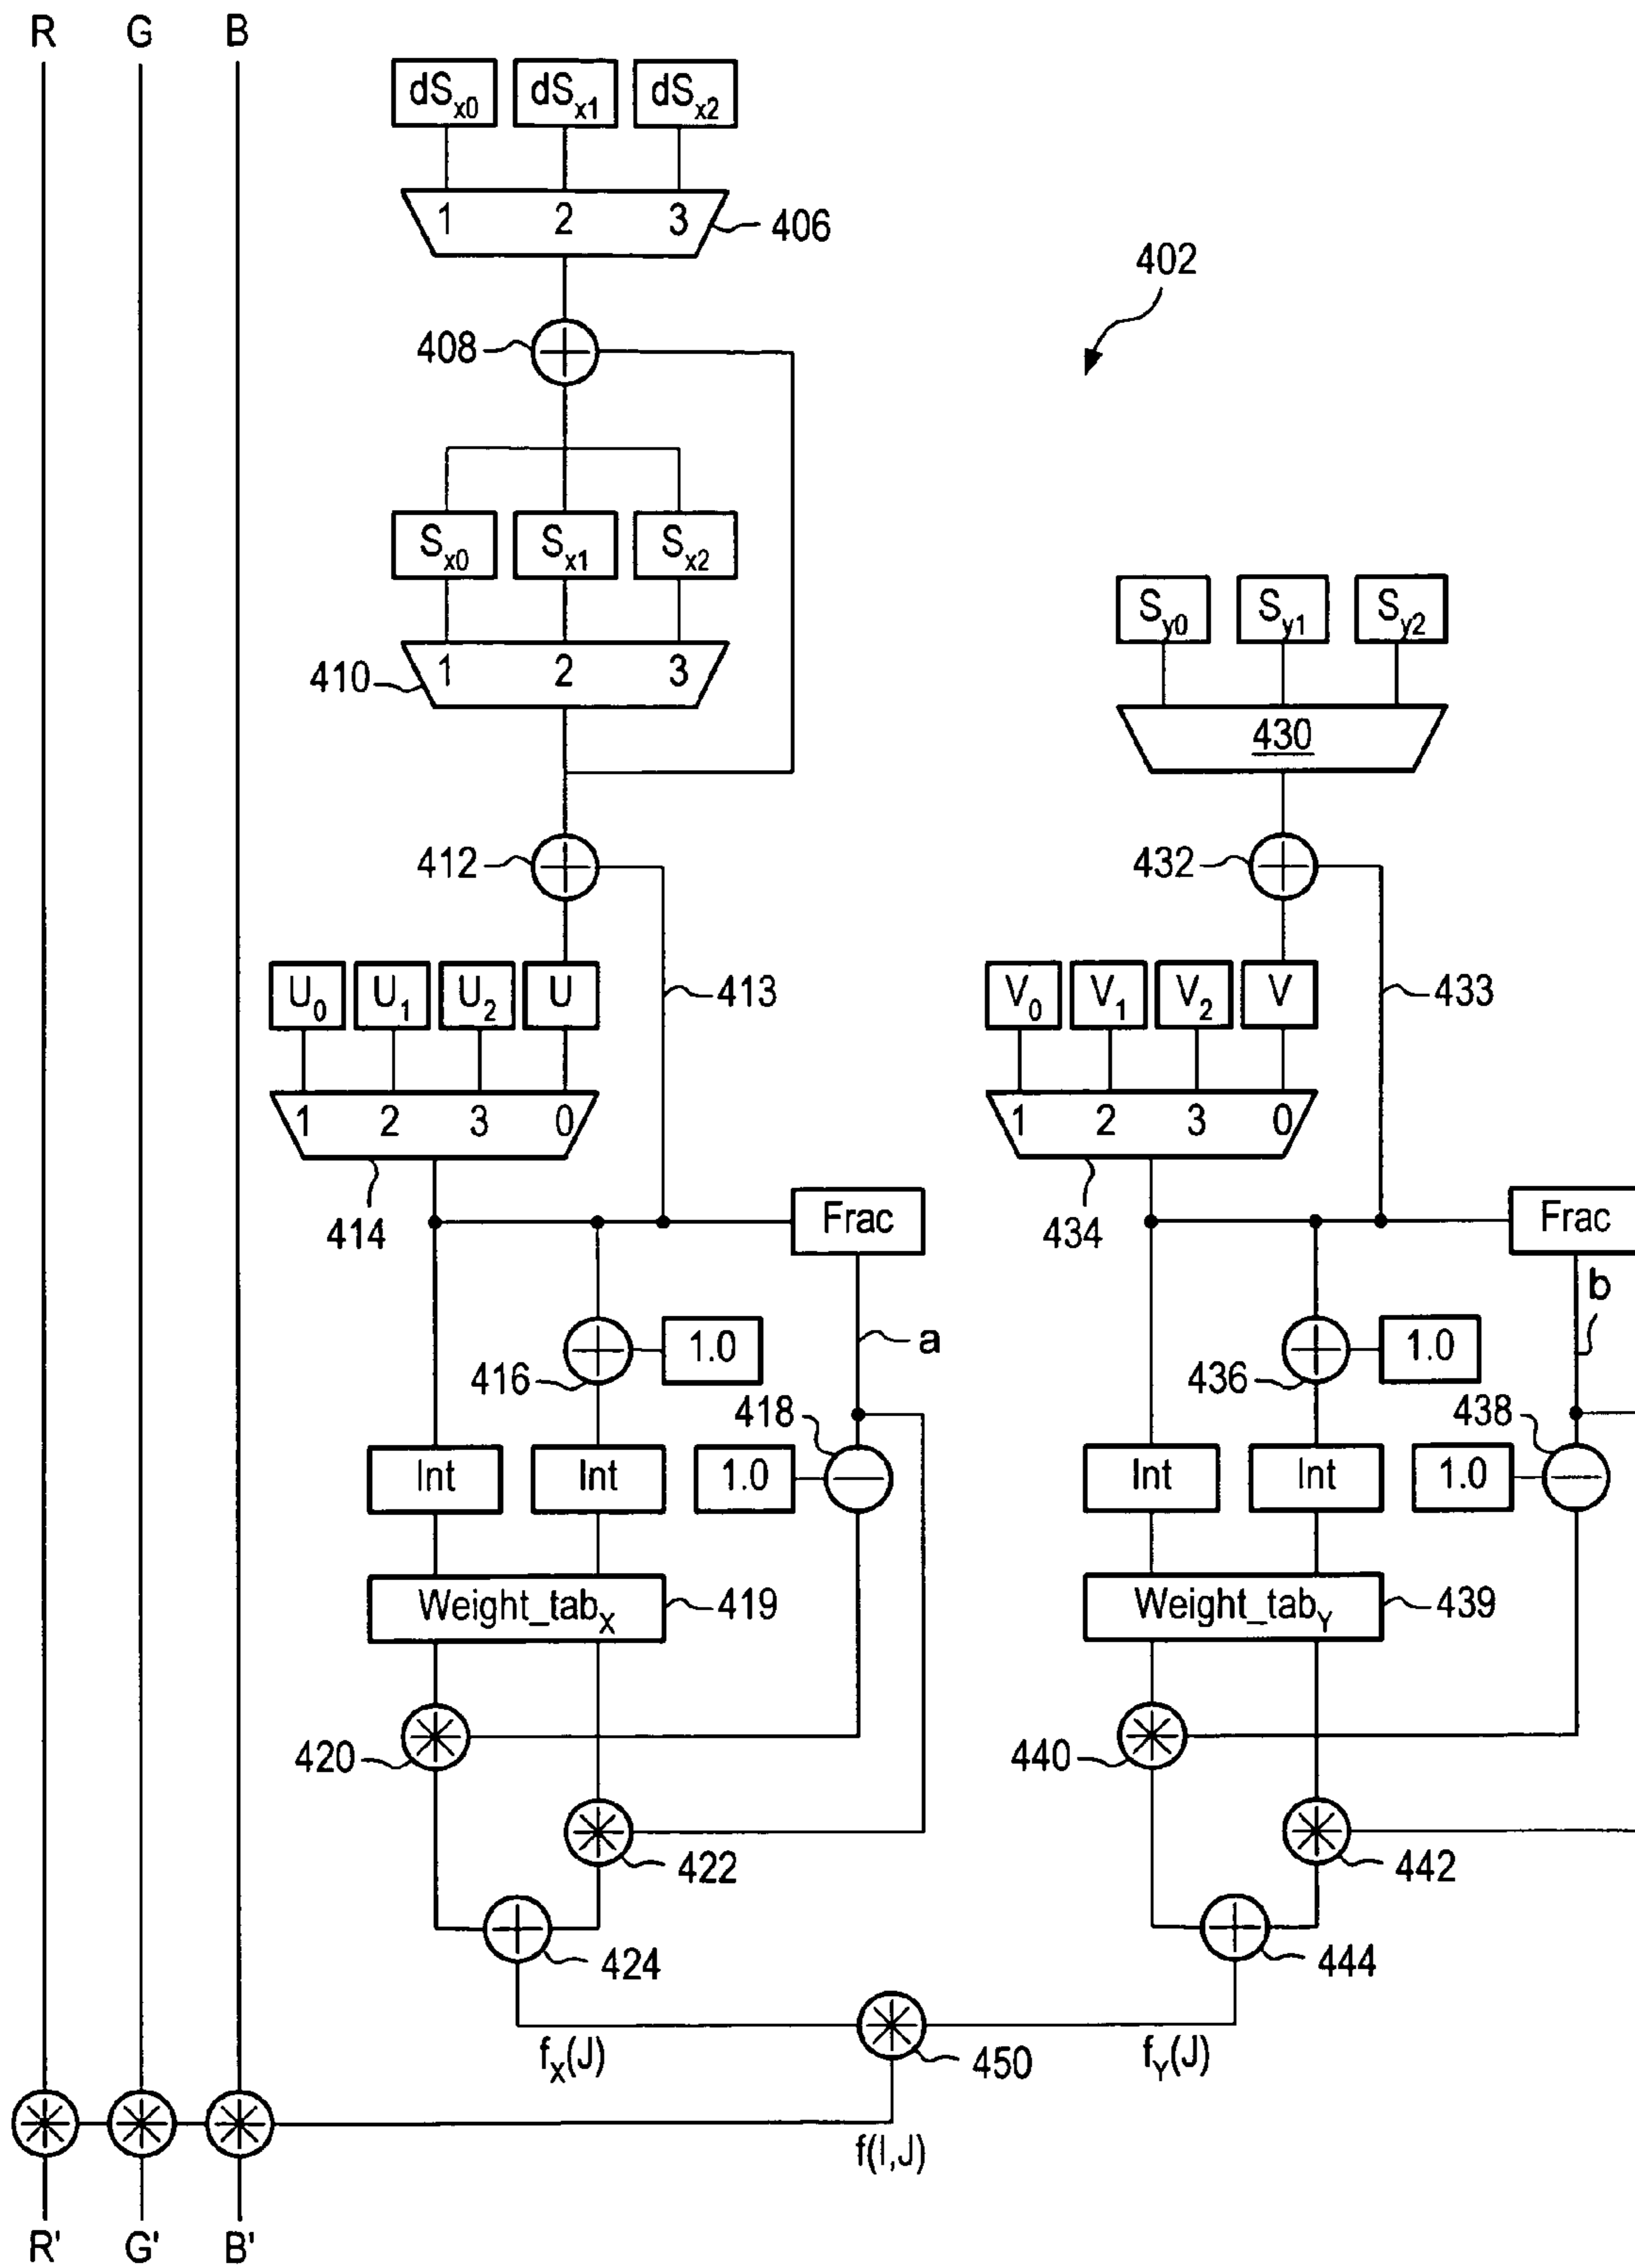 R G B
dSx0 dSx1 dSx2
1 2 3
406
402
408
Sx0 Sx1 Sx2
Sy0 Sy1 Sy2
1 2 3
410
430
412
432
U0 U1 U2 U
413
V0 V1 V2 V
433
1 2 3 0
1 2 3 0
414
Frac
434
Frac
a
b
1.0
416
1.0
436
418
438
Int Int 1.0
Int Int 1.0
Weight_tabX
419
Weight_tabY
439
420
440
422
442
424
444
fX(J)
450
fY(J)
f(I,J)
R' G' B'